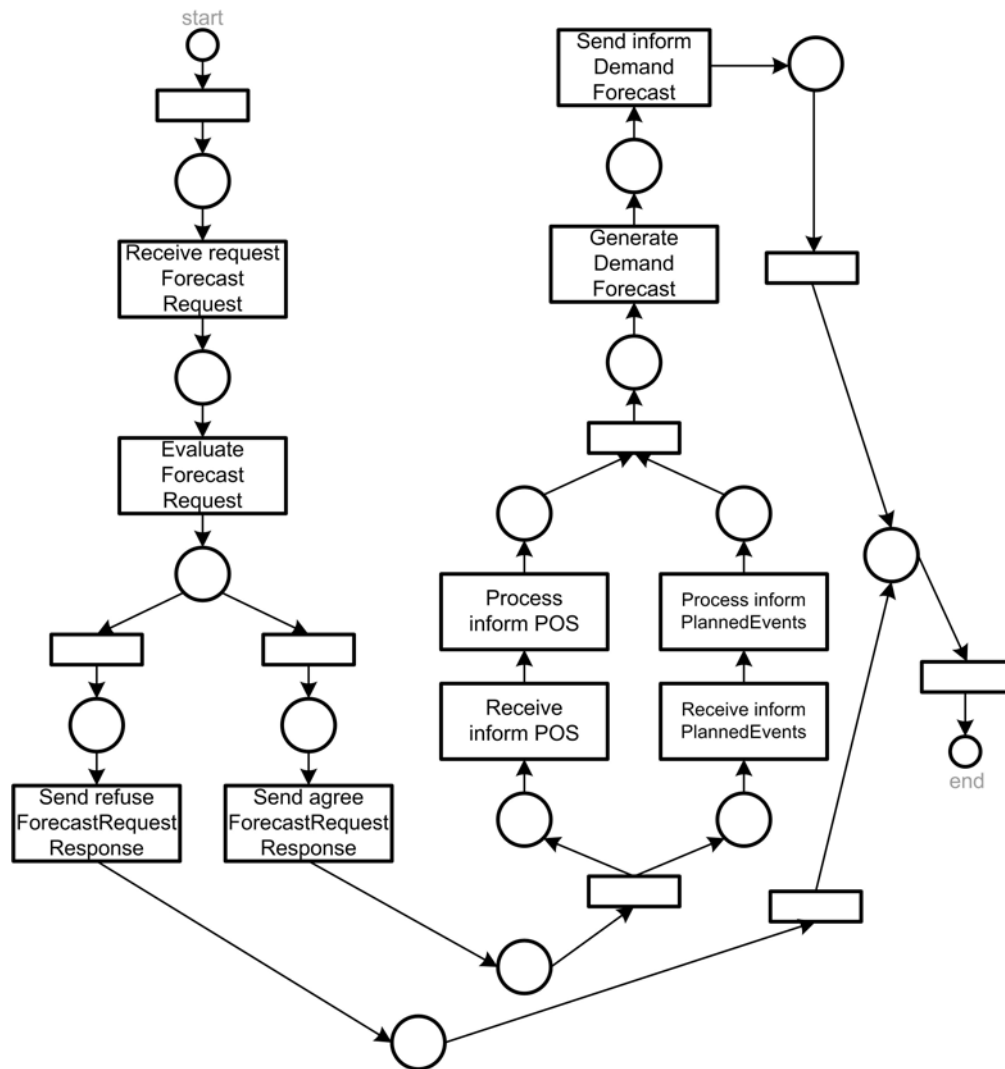 start
Receive request
Forecast
Request
Evaluate
Forecast
Request
Send refuse
ForecastRequest
Response
Send agree
ForecastRequest
Response
Send inform
Demand
Forecast
Generate
Demand
Forecast
Process
inform POS
Process inform
PlannedEvents
Receive
inform POS
Receive inform
PlannedEvents
end